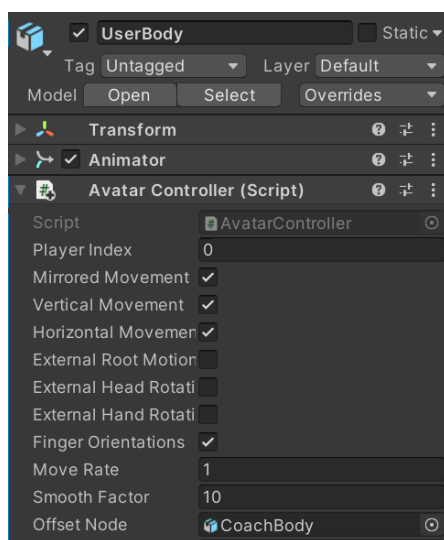 UserBody Static
Tag Untagged Layer Default
Model Open Select Overrides
Transform
Animator
# Avatar Controller (Script)
Script # AvatarController
Player Index 0
Mirrored Movement
Vertical Movement
Horizontal Movemen
External Root Motion
External Head Rotati
External Hand Rotati
Finger Orientations
Move Rate 1
Smooth Factor 10
Offset Node CoachBody